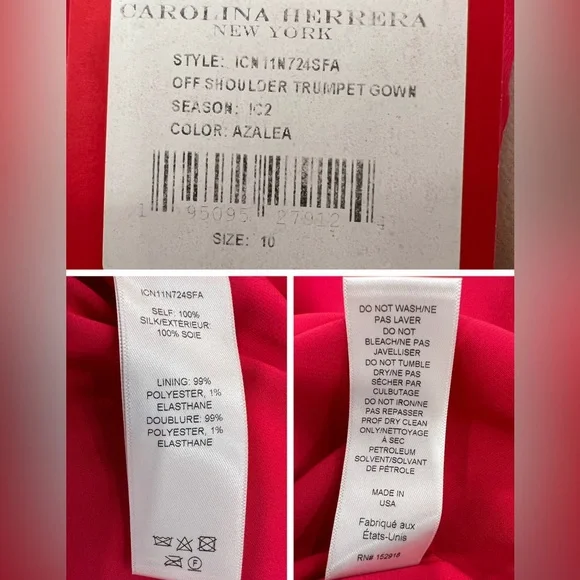 CAROLINA HERRERA
NEW YORK
STYLE: ICN11N724SFA
OFF SHOULDER TRUMPET GOWN
SEASON: IC2
COLOR: AZALEA
1 95095 27912 4
SIZE: 10
ICN11N724SFA
SELF: 100%
SILK/EXTERIEUR:
100% SOIE
LINING: 99%
POLYESTER, 1%
ELASTHANE
DOUBLURE: 99%
POLYESTER, 1%
ELASTHANE
F
DO NOT WASH/NE
PAS LAVER
DO NOT
BLEACH/NE PAS
JAVELLISER
DO NOT TUMBLE
DRY/NE PAS
SÉCHER PAR
CULBUTAGE
DO NOT IRON/NE
PAS REPASSER
PROF DRY CLEAN
ONLY/NETTOYAGE
À SEC
PETROLEUM
SOLVENT/SOLVANT
DE PÉTROLE
MADE IN
USA
Fabriqué aux
États-Unis
RN# 152918